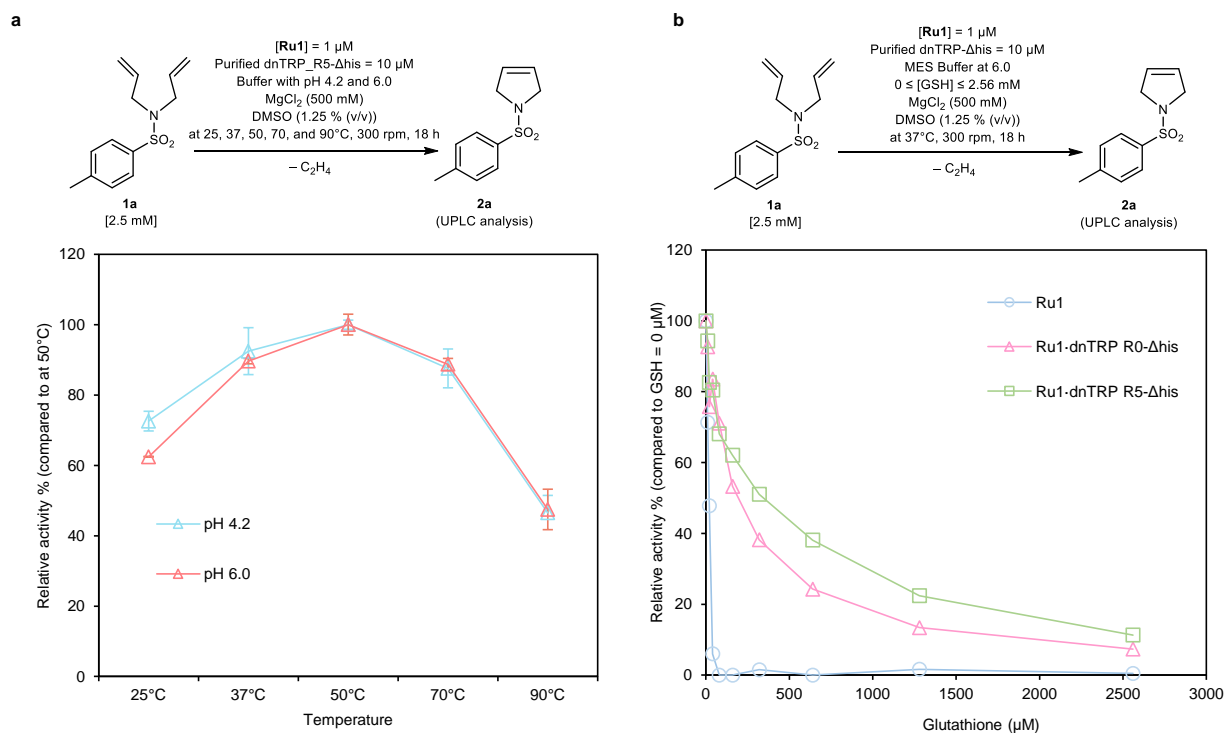 a
[Ru1] = 1 µM
Purified dnTRP_R5-Δhis = 10 µM
Buffer with pH 4.2 and 6.0
MgCl2 (500 mM)
DMSO (1.25 % (v/v))
at 25, 37, 50, 70, and 90°C, 300 rpm, 18 h
– C2H4
N
SO2
1a
[2.5 mM]
N
SO2
2a
(UPLC analysis)
Relative activity % (compared to at 50°C)
120
100
80
60
40
20
0
pH 4.2
pH 6.0
25°C 37°C 50°C 70°C 90°C
Temperature
b
[Ru1] = 1 µM
Purified dnTRP-Δhis = 10 µM
MES Buffer at 6.0
0 ≤ [GSH] ≤ 2.56 mM
MgCl2 (500 mM)
DMSO (1.25 % (v/v))
at 37°C, 300 rpm, 18 h
– C2H4
N
SO2
1a
[2.5 mM]
N
SO2
2a
(UPLC analysis)
Relative activity % (compared to GSH = 0 µM)
120
100
80
60
40
20
0
Ru1
Ru1·dnTRP R0-Δhis
Ru1·dnTRP R5-Δhis
0 500 1000 1500 2000 2500 3000
Glutathione (µM)